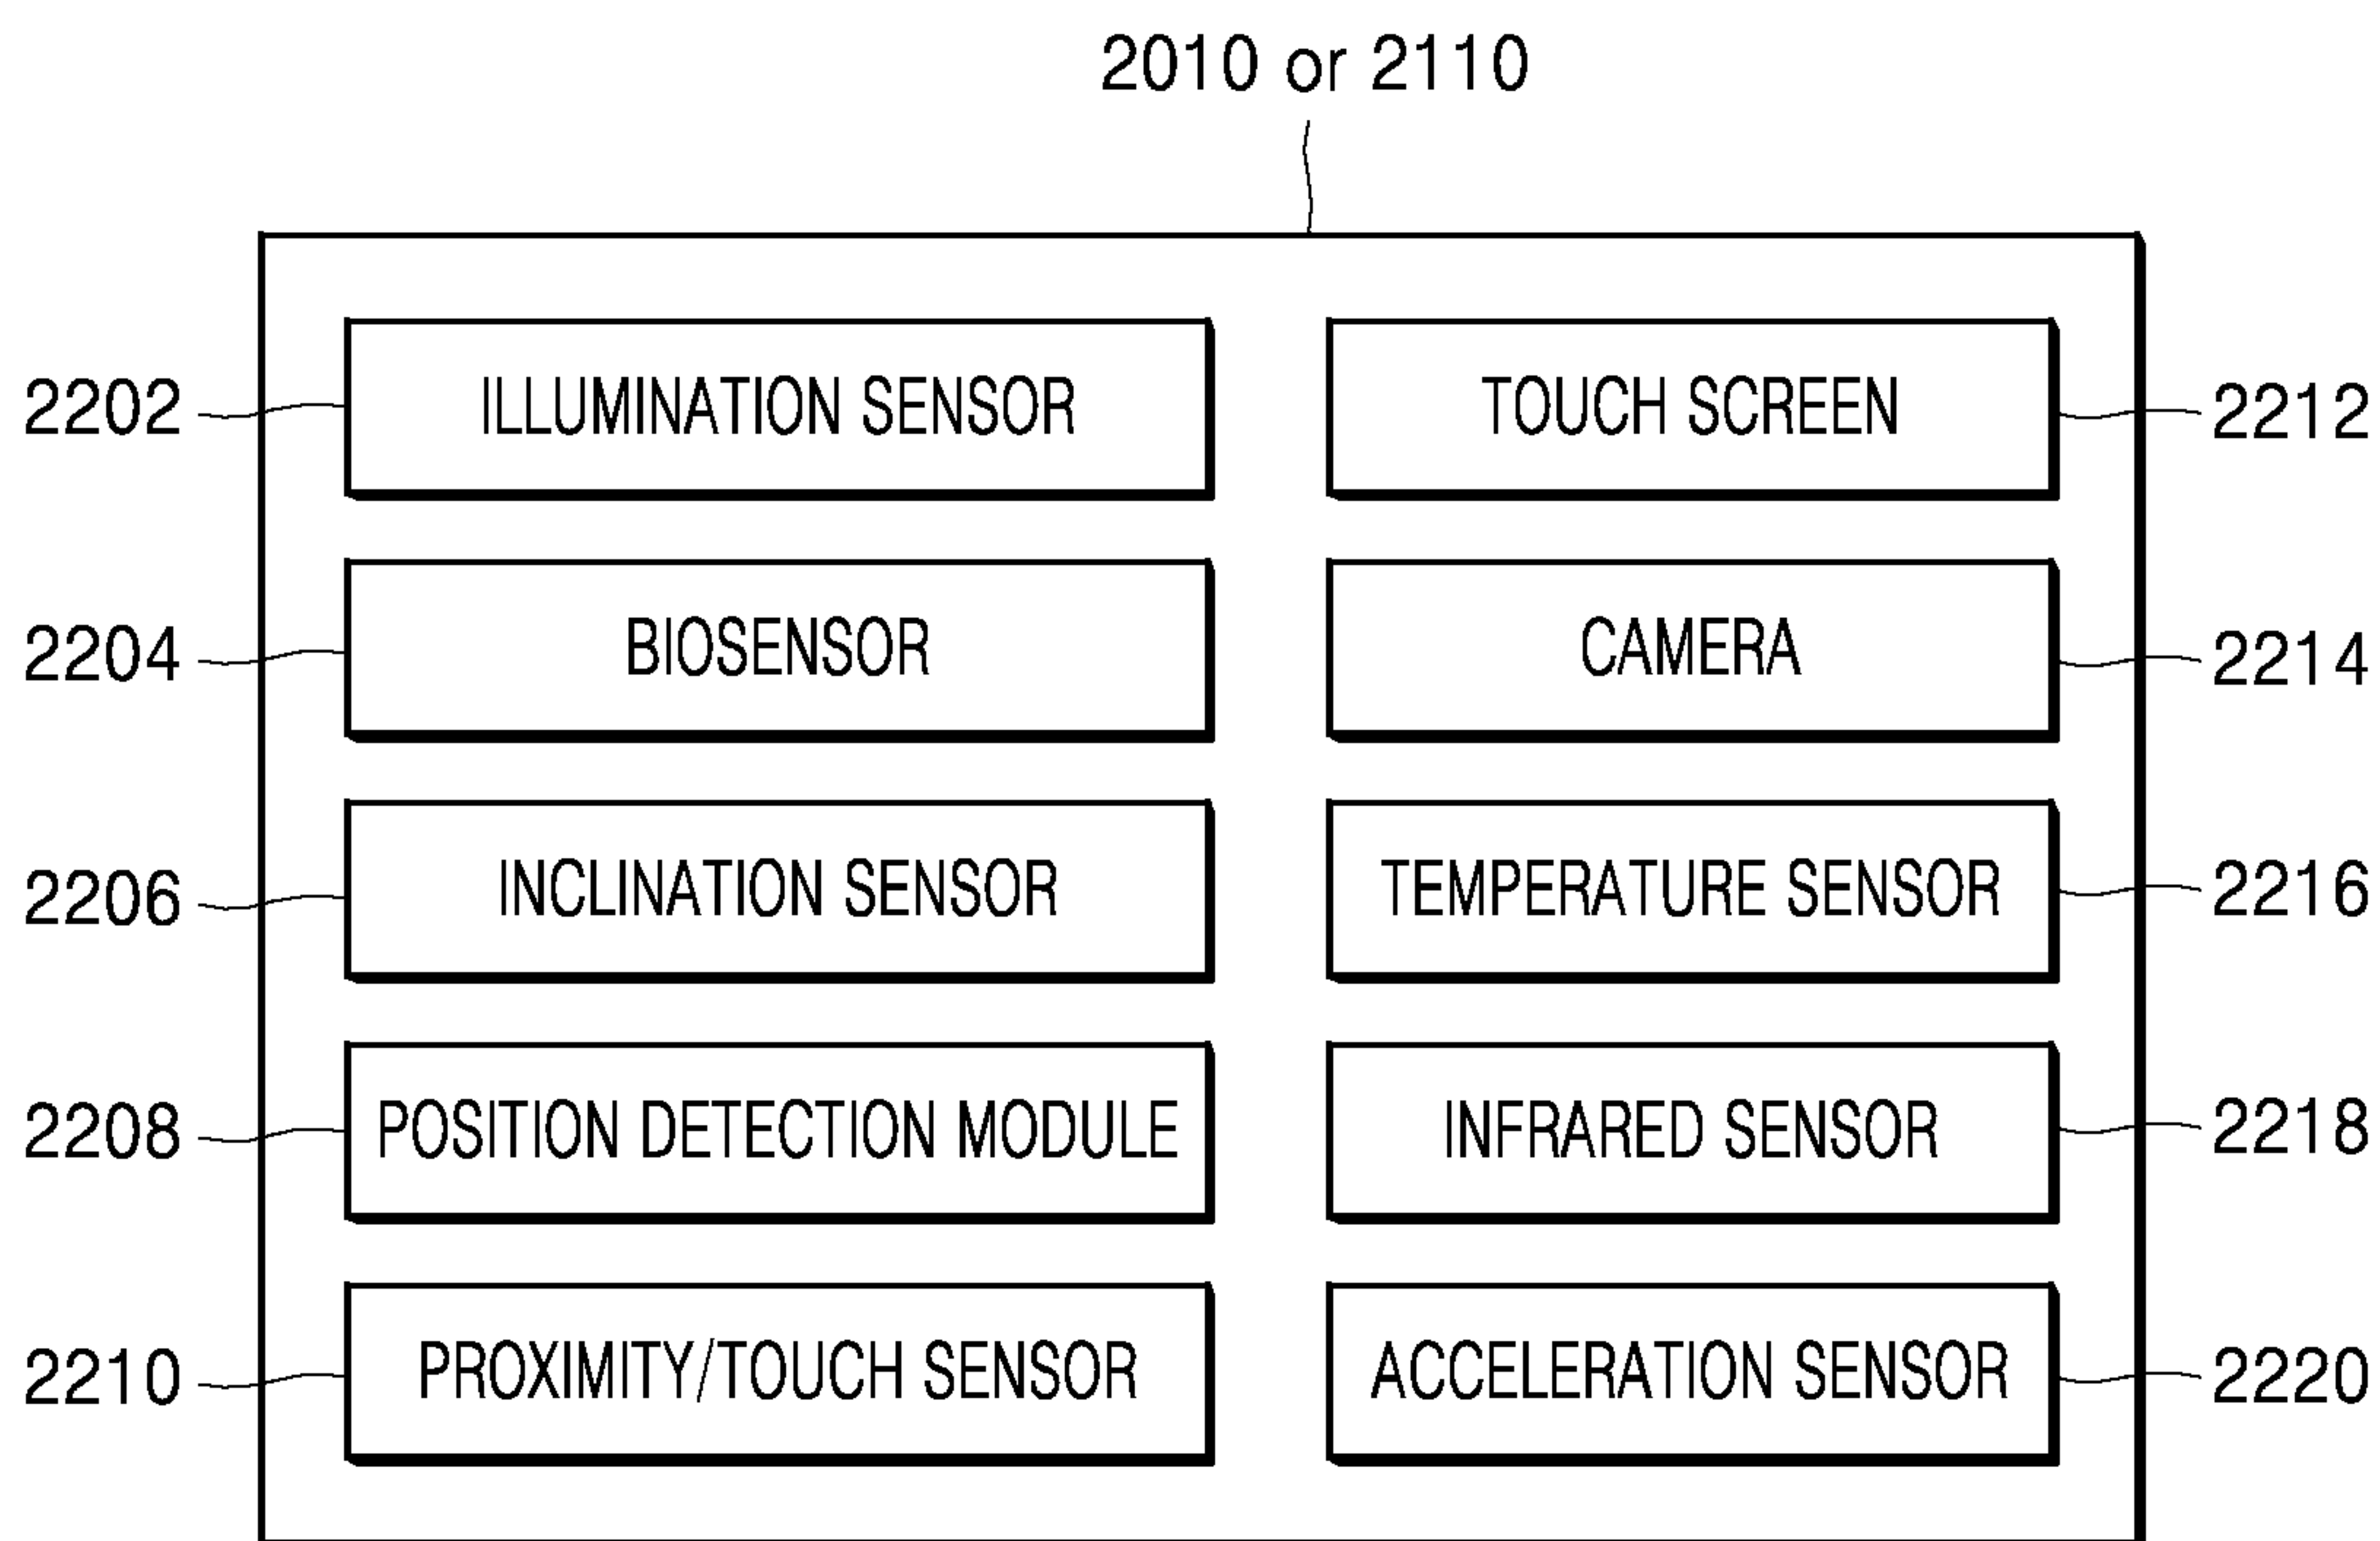 2010 or 2110
2202 ILLUMINATION SENSOR TOUCH SCREEN 2212
2204 BIOSENSOR CAMERA 2214
2206 INCLINATION SENSOR TEMPERATURE SENSOR 2216
2208 POSITION DETECTION MODULE INFRARED SENSOR 2218
2210 PROXIMITY/TOUCH SENSOR ACCELERATION SENSOR 2220